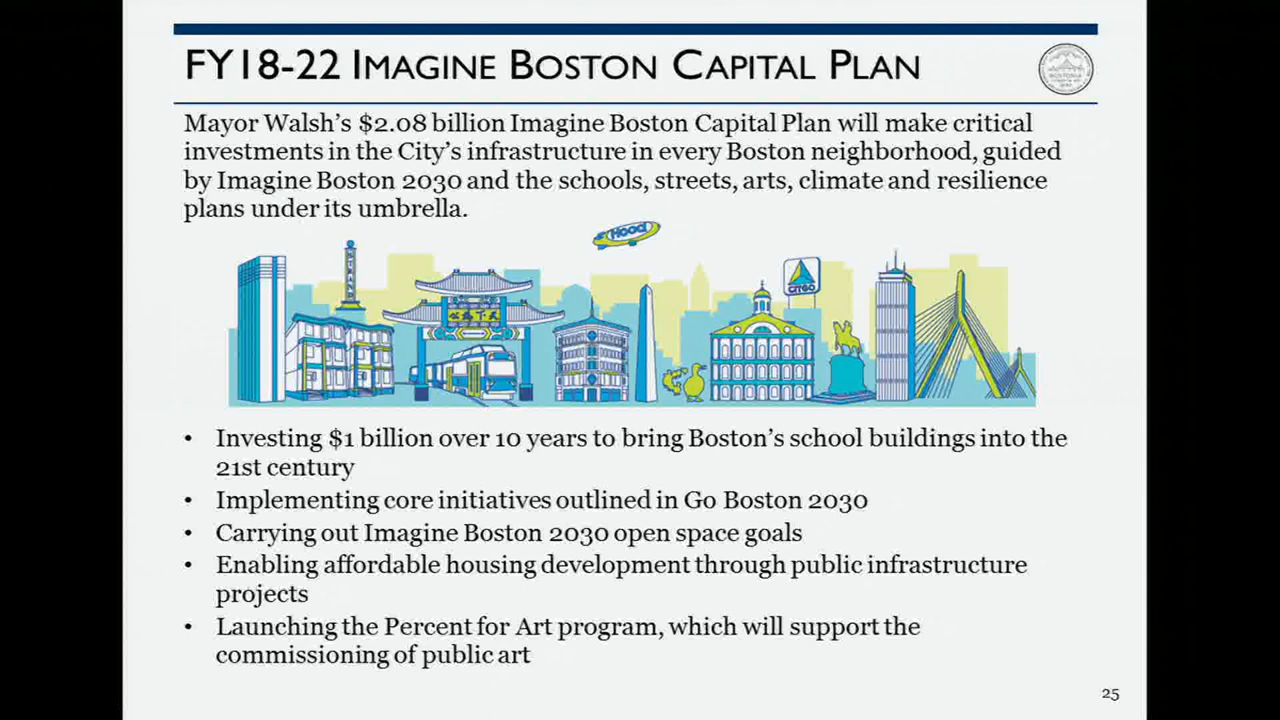 FY18-22 IMAGINE BOSTON CAPITAL PLAN
Mayor Walsh's $2.08 billion Imagine Boston Capital Plan will make critical
investments in the City's infrastructure in every Boston neighborhood, guided
by Imagine Boston 2030 and the schools, streets, arts, climate and resilience
plans under its umbrella.
Hood
STRAND
CITGO
• Investing $1 billion over 10 years to bring Boston's school buildings into the
21st century
• Implementing core initiatives outlined in Go Boston 2030
• Carrying out Imagine Boston 2030 open space goals
• Enabling affordable housing development through public infrastructure
projects
• Launching the Percent for Art program, which will support the
commissioning of public art
25